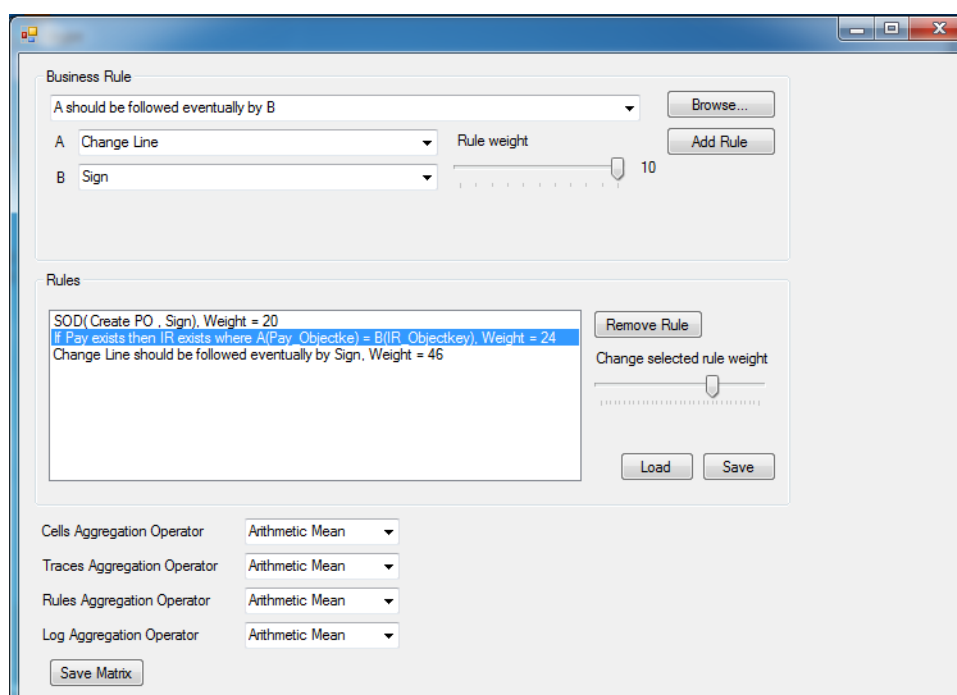 Business Rule
A should be followed eventually by B
Browse...
A Change Line
Rule weight
Add Rule
10
B Sign
Rules
SOD( Create PO , Sign), Weight = 20
If Pay exists then IR exists where A(Pay_Objectke) = B(IR_Objectkey), Weight = 24
Change Line should be followed eventually by Sign, Weight = 46
Remove Rule
Change selected rule weight
Load
Save
Cells Aggregation Operator Arithmetic Mean
Traces Aggregation Operator Arithmetic Mean
Rules Aggregation Operator Arithmetic Mean
Log Aggregation Operator Arithmetic Mean
Save Matrix